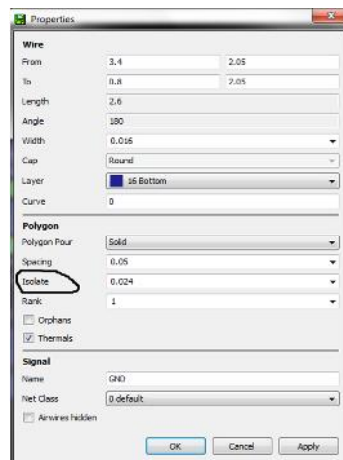 Properties
Wire
From 3.4 2.05
To 0.8 2.05
Length 2.6
Angle 180
Width 0.016
Cap Round
Layer 16 Bottom
Curve 0
Polygon
Polygon Pour Solid
Spacing 0.05
Isolate 0.024
Rank 1
Orphans
Thermals
Signal
Name GND
Net Class 0 default
Airwires hidden
OK Cancel Apply